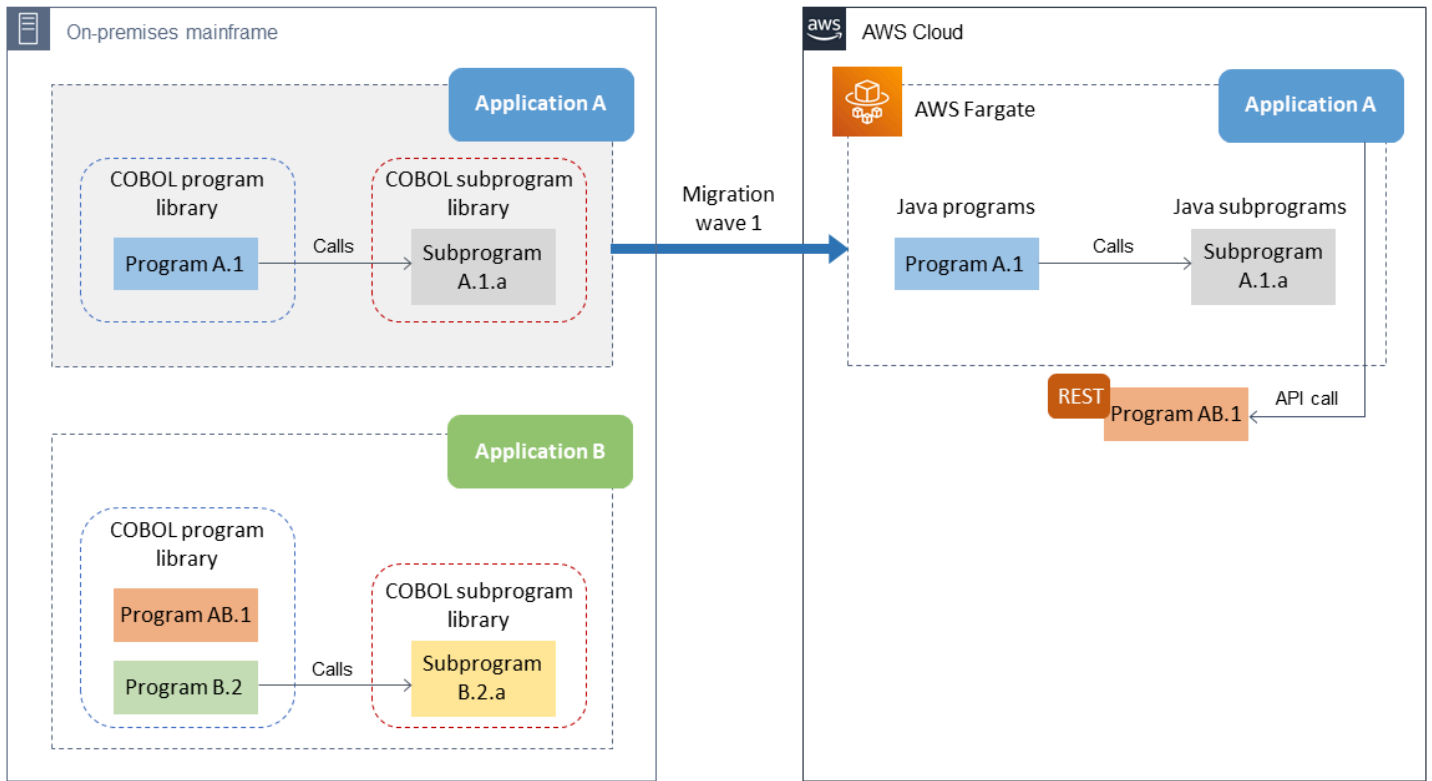 On-premises mainframe
Application A
COBOL program
library
Program A.1
Calls
COBOL subprogram
library
Subprogram
A.1.a
Application B
COBOL program
library
Program AB.1
Program B.2
Calls
COBOL subprogram
library
Subprogram
B.2.a
Migration
wave 1
aws
AWS Cloud
AWS Fargate
Application A
Java programs
Program A.1
Calls
Java subprograms
Subprogram
A.1.a
REST
Program AB.1
API call